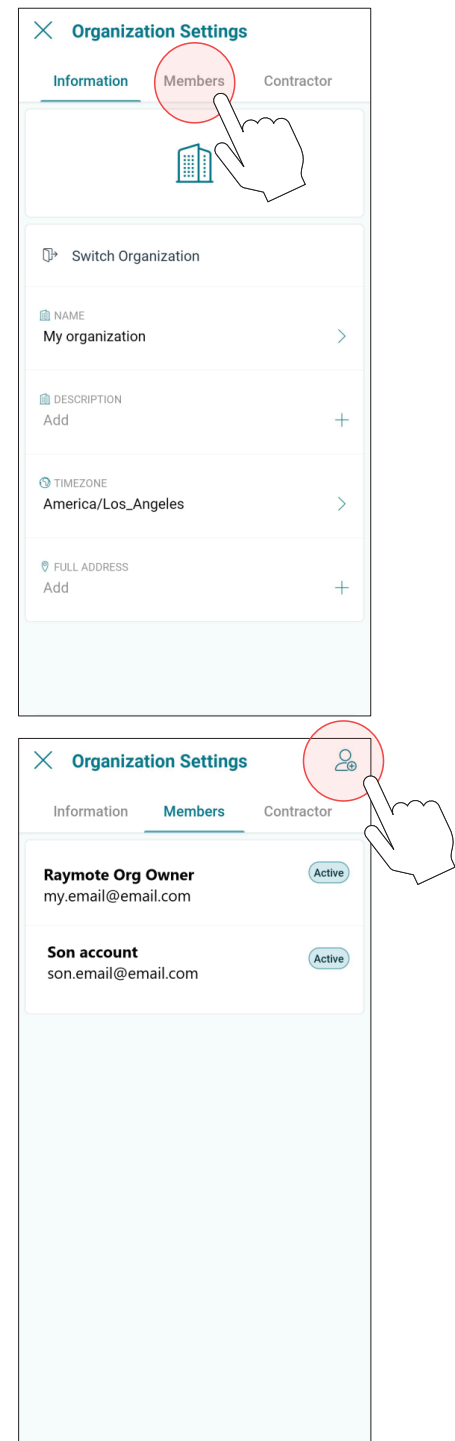 Organization Settings
Information Members Contractor
Switch Organization
NAME
My organization
DESCRIPTION
Add
TIMEZONE
America/Los_Angeles
FULL ADDRESS
Add
Organization Settings
Information Members Contractor
Raymote Org Owner Active
my.email@email.com
Son account Active
son.email@email.com